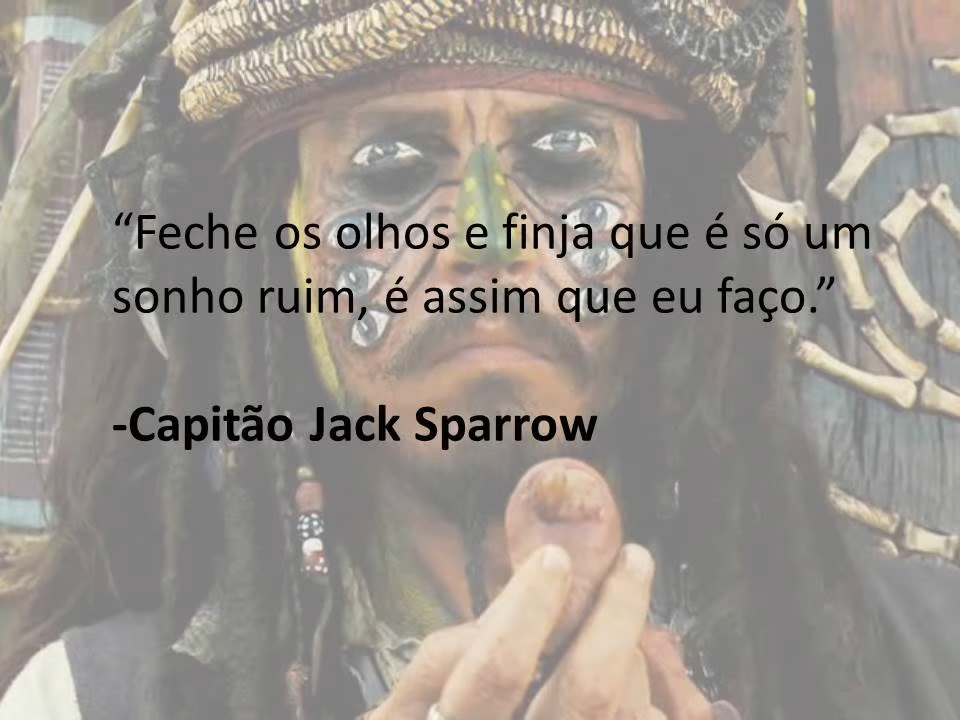 “Feche os olhos e finja que é só um
sonho ruim, é assim que eu faço.”
-Capitão Jack Sparrow